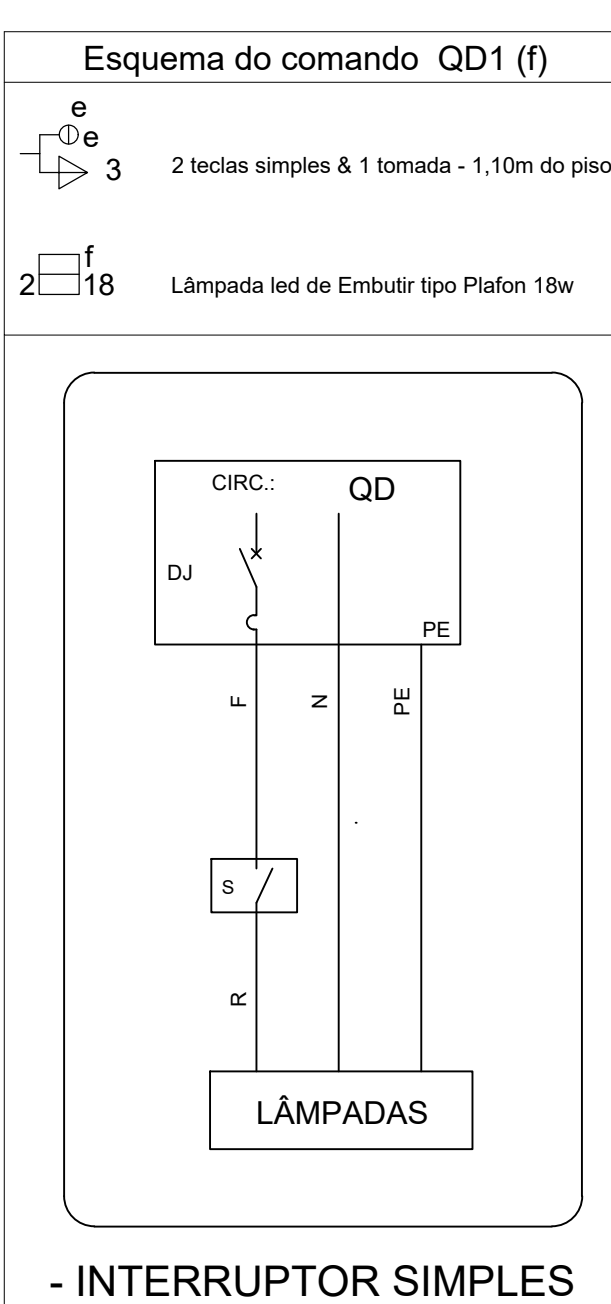 Esquema do comando QD1 (f)
e
e
3
2 teclas simples & 1 tomada - 1,10m do piso
f
2
18
Lâmpada led de Embutir tipo Plafon 18w
CIRC.:
QD
DJ
PE
F
N
PE
S
R
LÂMPADAS
- INTERRUPTOR SIMPLES